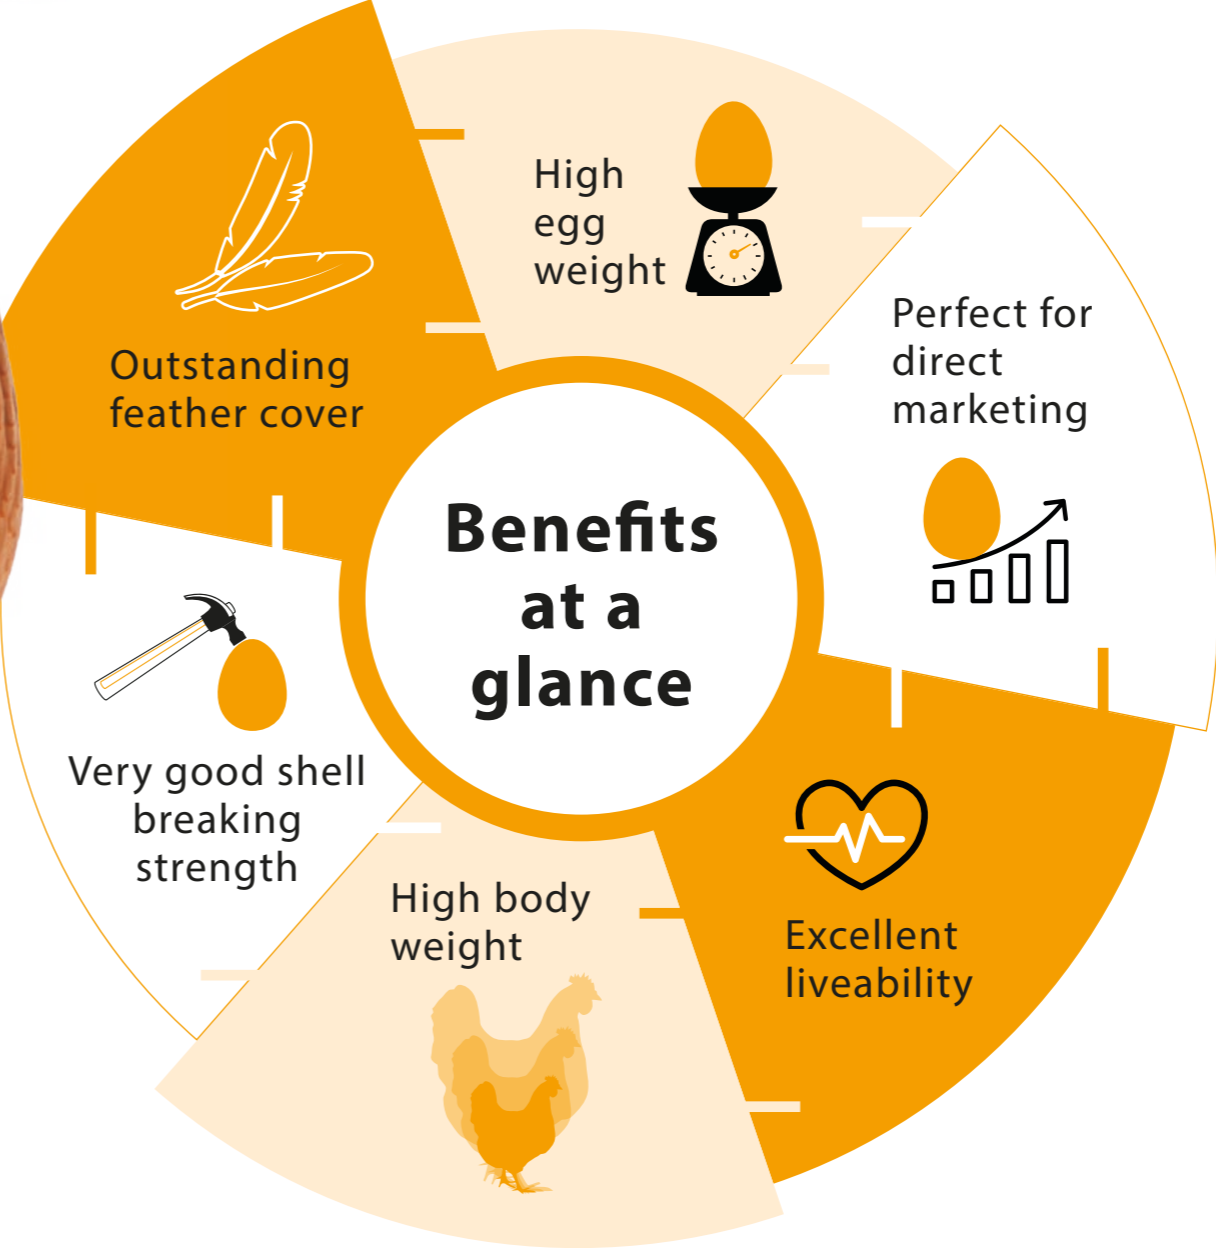 Benefits
at a
glance
High
egg
weight
Perfect for
direct
marketing
Excellent
liveability
High body
weight
Very good shell
breaking
strength
Outstanding
feather cover